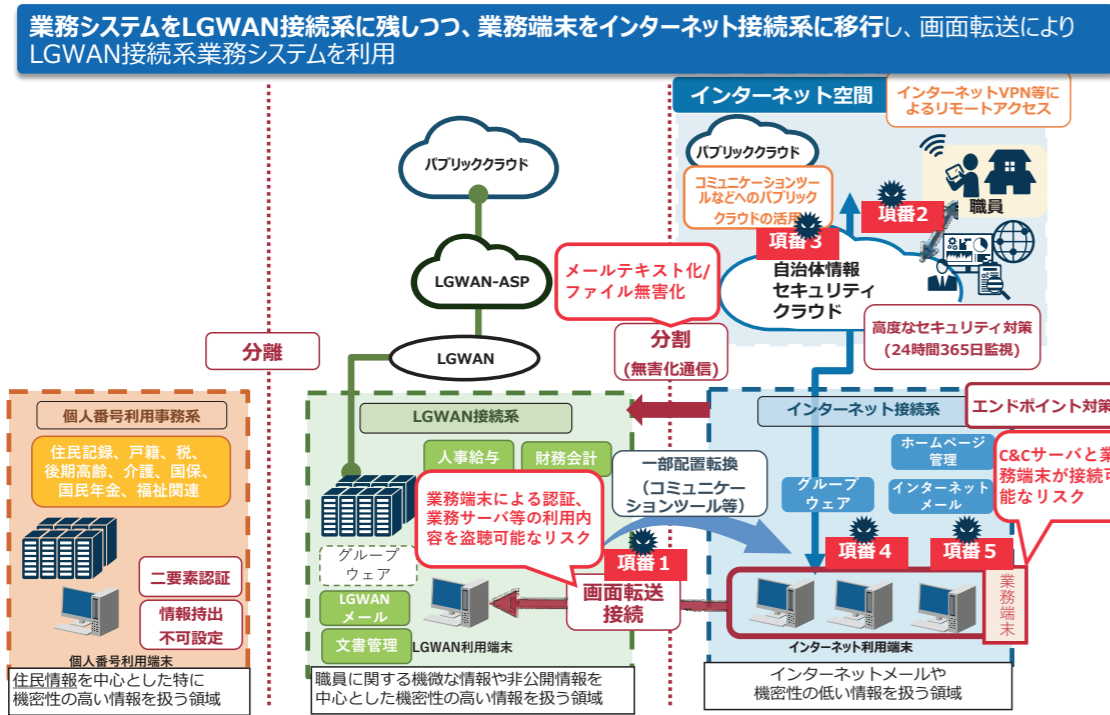 業務システムをLGWAN接続系に残しつつ、業務端末をインターネット接続系に移行し、画面転送により
LGWAN接続系業務システムを利用
インターネット空間
インターネットVPN等に
よるリモートアクセス
パブリッククラウド
パブリッククラウド
コミュニケーションツー
ルなどへのパブリック
クラウドの活用
項番2
職員
項番3
LGWAN-ASP
メールテキスト化/
ファイル無害化
自治体情報
セキュリティ
クラウド
高度なセキュリティ対策
(24時間365日監視)
分離
LGWAN
分割
(無害化通信)
個人番号利用事務系
住民記録、戸籍、税、
後期高齢、介護、国保、
国民年金、福祉関連
二要素認証
情報持出
不可設定
個人番号利用端末
住民情報を中心とした特に
機密性の高い情報を扱う領域
LGWAN接続系
人事給与
財務会計
業務端末による認証、
業務サーバ等の利用内
容を盗聴可能なリスク
グループ
ウェア
LGWAN
メール
文書管理
LGWAN利用端末
職員に関する機微な情報や非公開情報を
中心とした機密性の高い情報を扱う領域
一部配置転換
(コミュニケー
ションツール等)
項番1
画面転送
接続
インターネット接続系
エンドポイント対策
ホームページ
管理
グループ
ウェア
インターネット
メール
C&Cサーバと業
務端末が接続可
能なリスク
項番4
項番5
業務端末
インターネット利用端末
インターネットメールや
機密性の低い情報を扱う領域